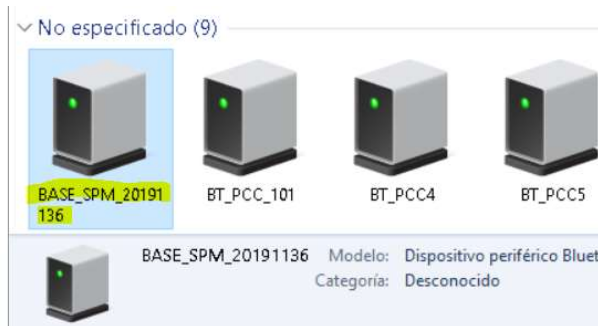 No especificado (9)
BASE_SPM_20191
136
BT_PCC_101
BT_PCC4
BT_PCC5
BASE_SPM_20191136 Modelo: Dispositivo periférico Bluet
Categoría: Desconocido